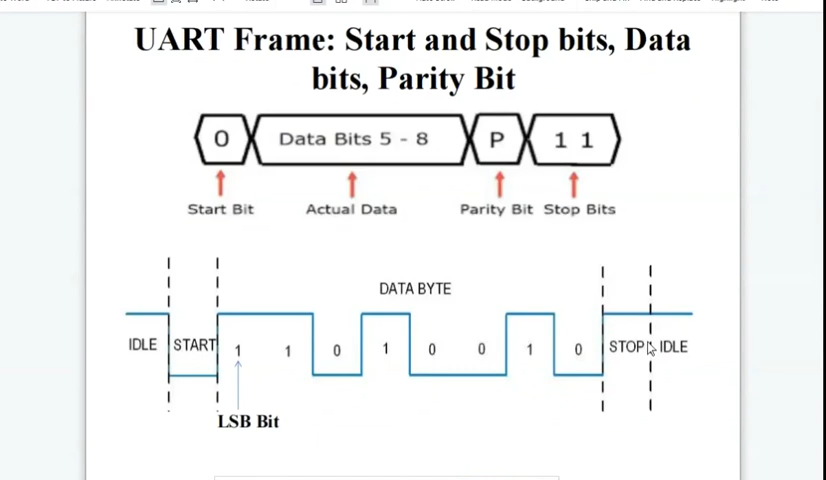 UART Frame: Start and Stop bits, Data
bits, Parity Bit
0 Data Bits 5 - 8 P 1 1
Start Bit Actual Data Parity Bit Stop Bits
DATA BYTE
IDLE START 1 1 0 1 0 0 1 0 STOP IDLE
LSB Bit